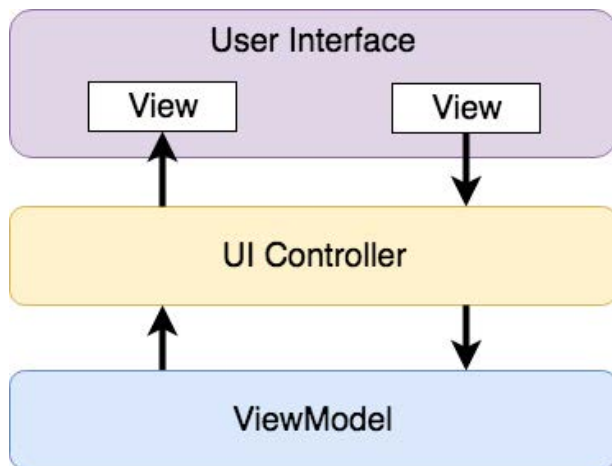 User Interface
View
View
UI Controller
ViewModel